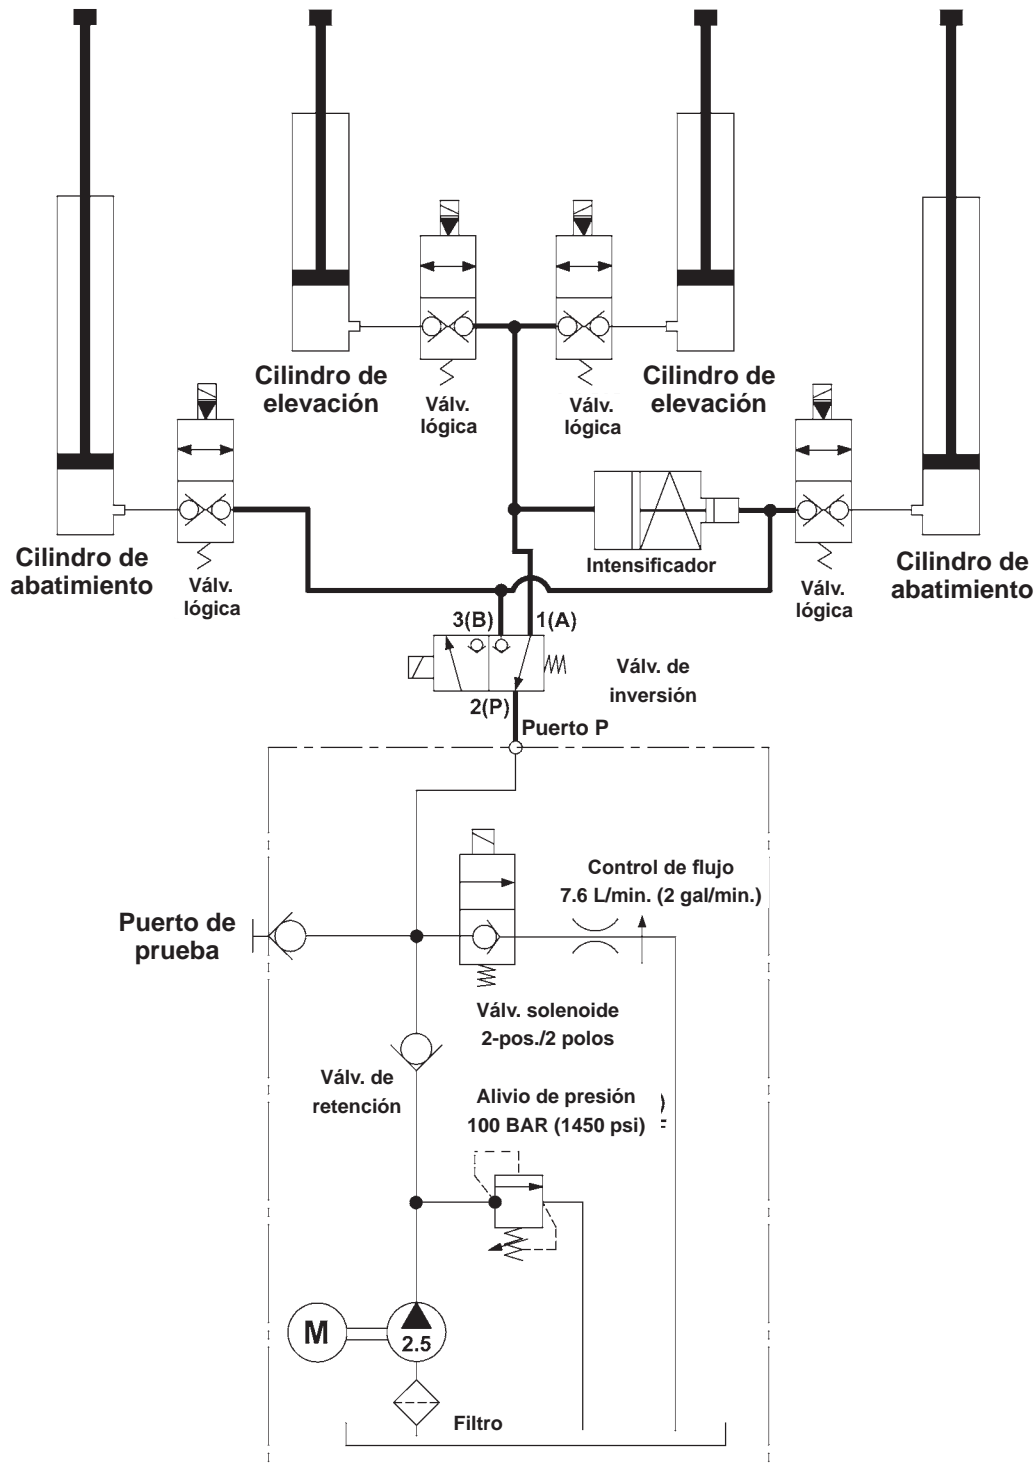 Cilindro de
elevación
Cilindro de
elevación
Válv.
lógica
Válv.
lógica
Cilindro de
abatimiento
Válv.
lógica
Intensificador
Válv.
lógica
Cilindro de
abatimiento
3(B)
1(A)
Válv. de
inversión
2(P)
Puerto P
Control de flujo
7.6 L/min. (2 gal/min.)
Puerto de
prueba
Válv. solenoide
2-pos./2 polos
Válv. de
retención
Alivio de presión
100 BAR (1450 psi)
M
2.5
Filtro